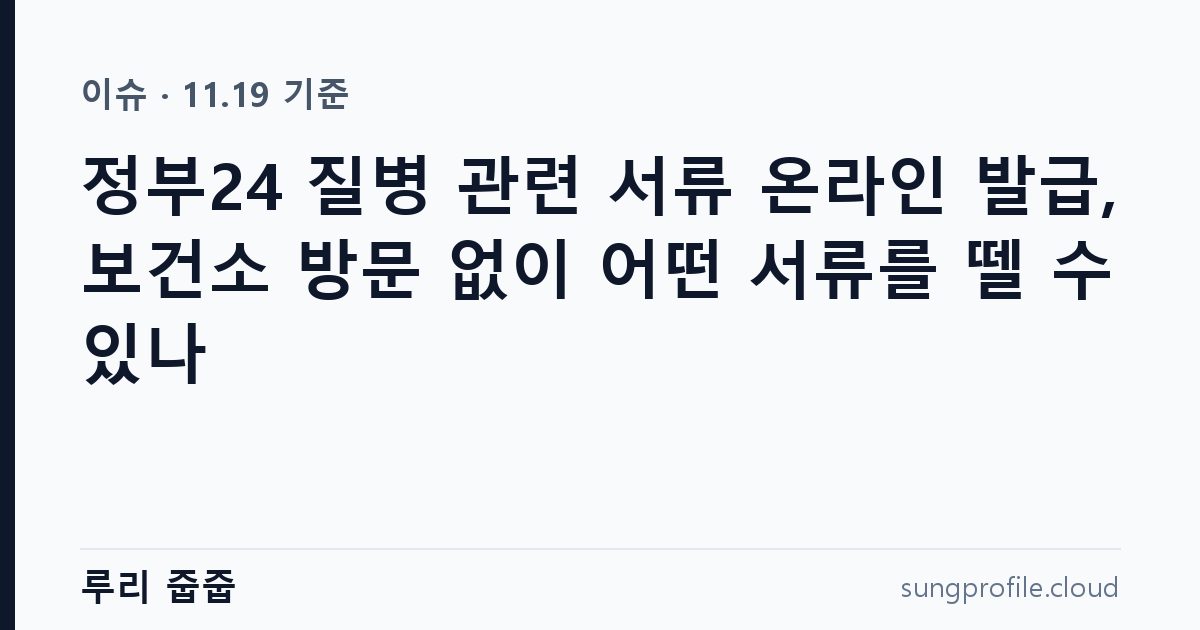 이슈 · 11.19 기준
정부24 질병 관련 서류 온라인 발급,
보건소 방문 없이 어떤 서류를 뗄 수
있나
루리 줍줍
sungprofile.cloud